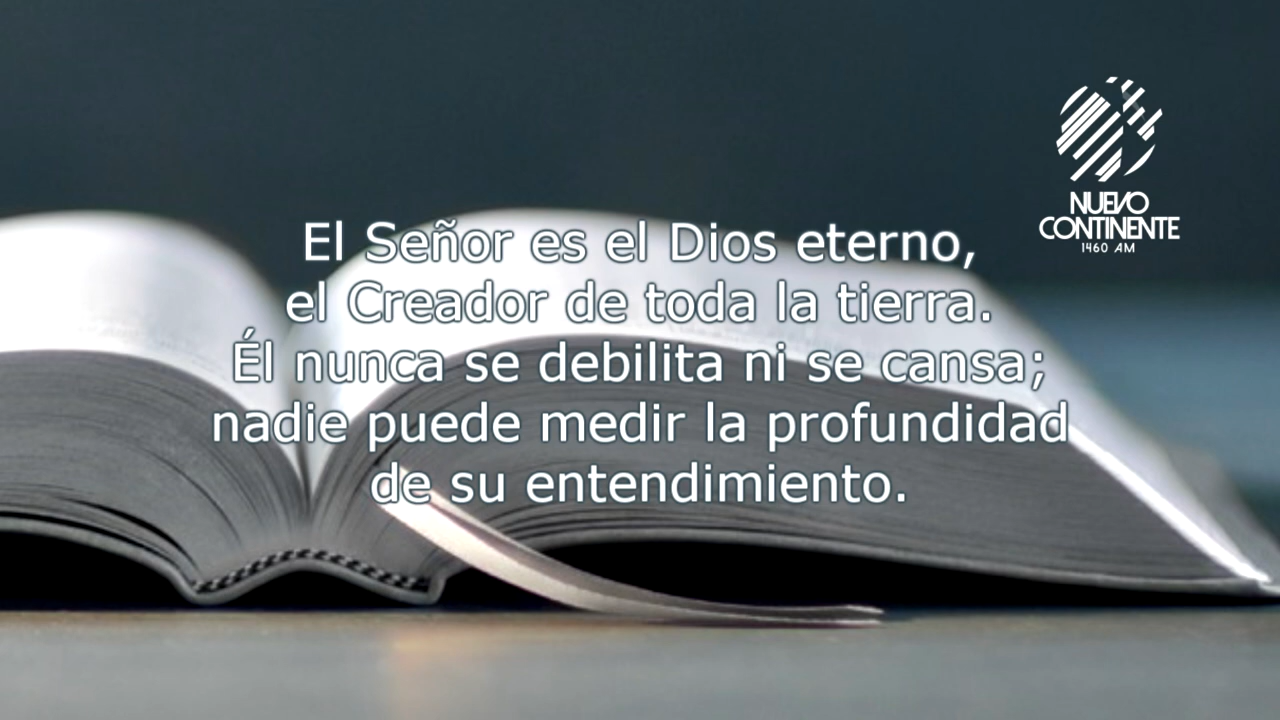 NUEVO
CONTINENTE
1460 AM
El Señor es el Dios eterno,
el Creador de toda la tierra.
Él nunca se debilita ni se cansa;
nadie puede medir la profundidad
de su entendimiento.